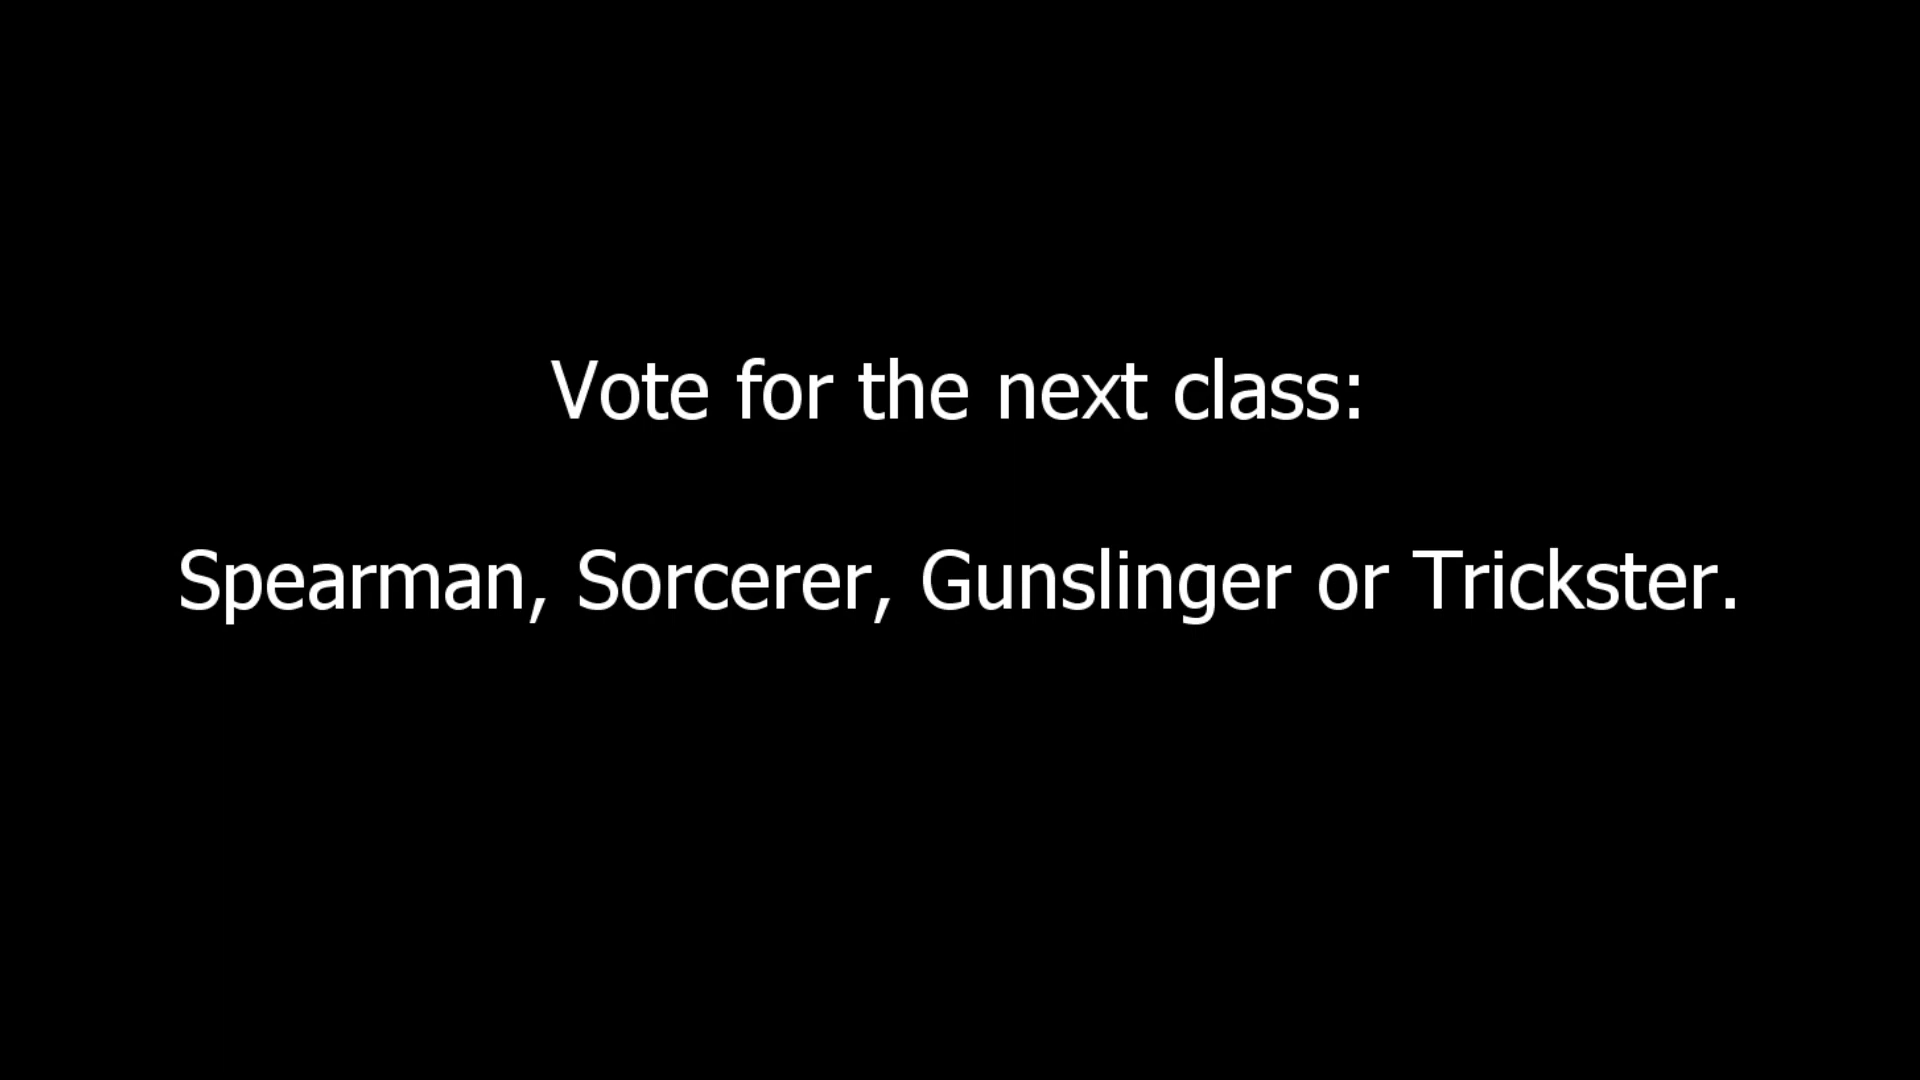 Vote for the next class:
Spearman, Sorcerer, Gunslinger or Trickster.